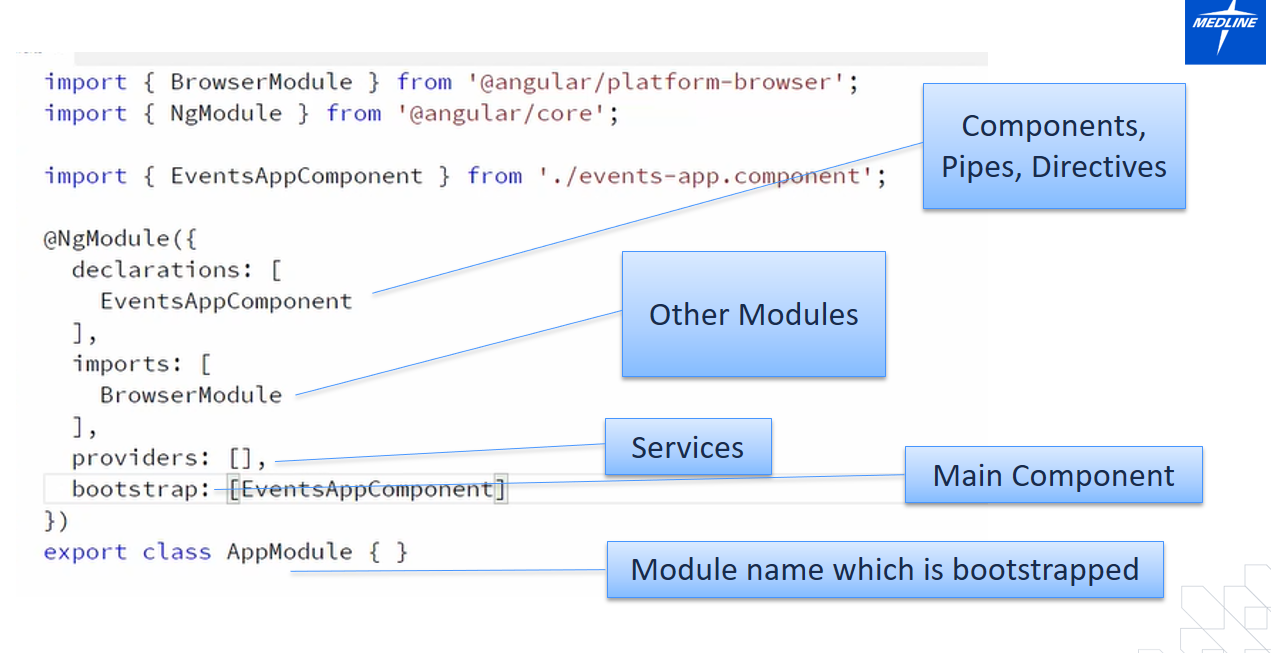 MEDLINE
import { BrowserModule } from '@angular/platform-browser';
import { NgModule } from '@angular/core';
import { EventsAppComponent } from './events-app.component';
@NgModule({
declarations: [
EventsAppComponent
],
imports: [
BrowserModule
],
providers: [],
bootstrap: [EventsAppComponent]
})
export class AppModule { }
Components,
Pipes, Directives
Other Modules
Services
Main Component
Module name which is bootstrapped